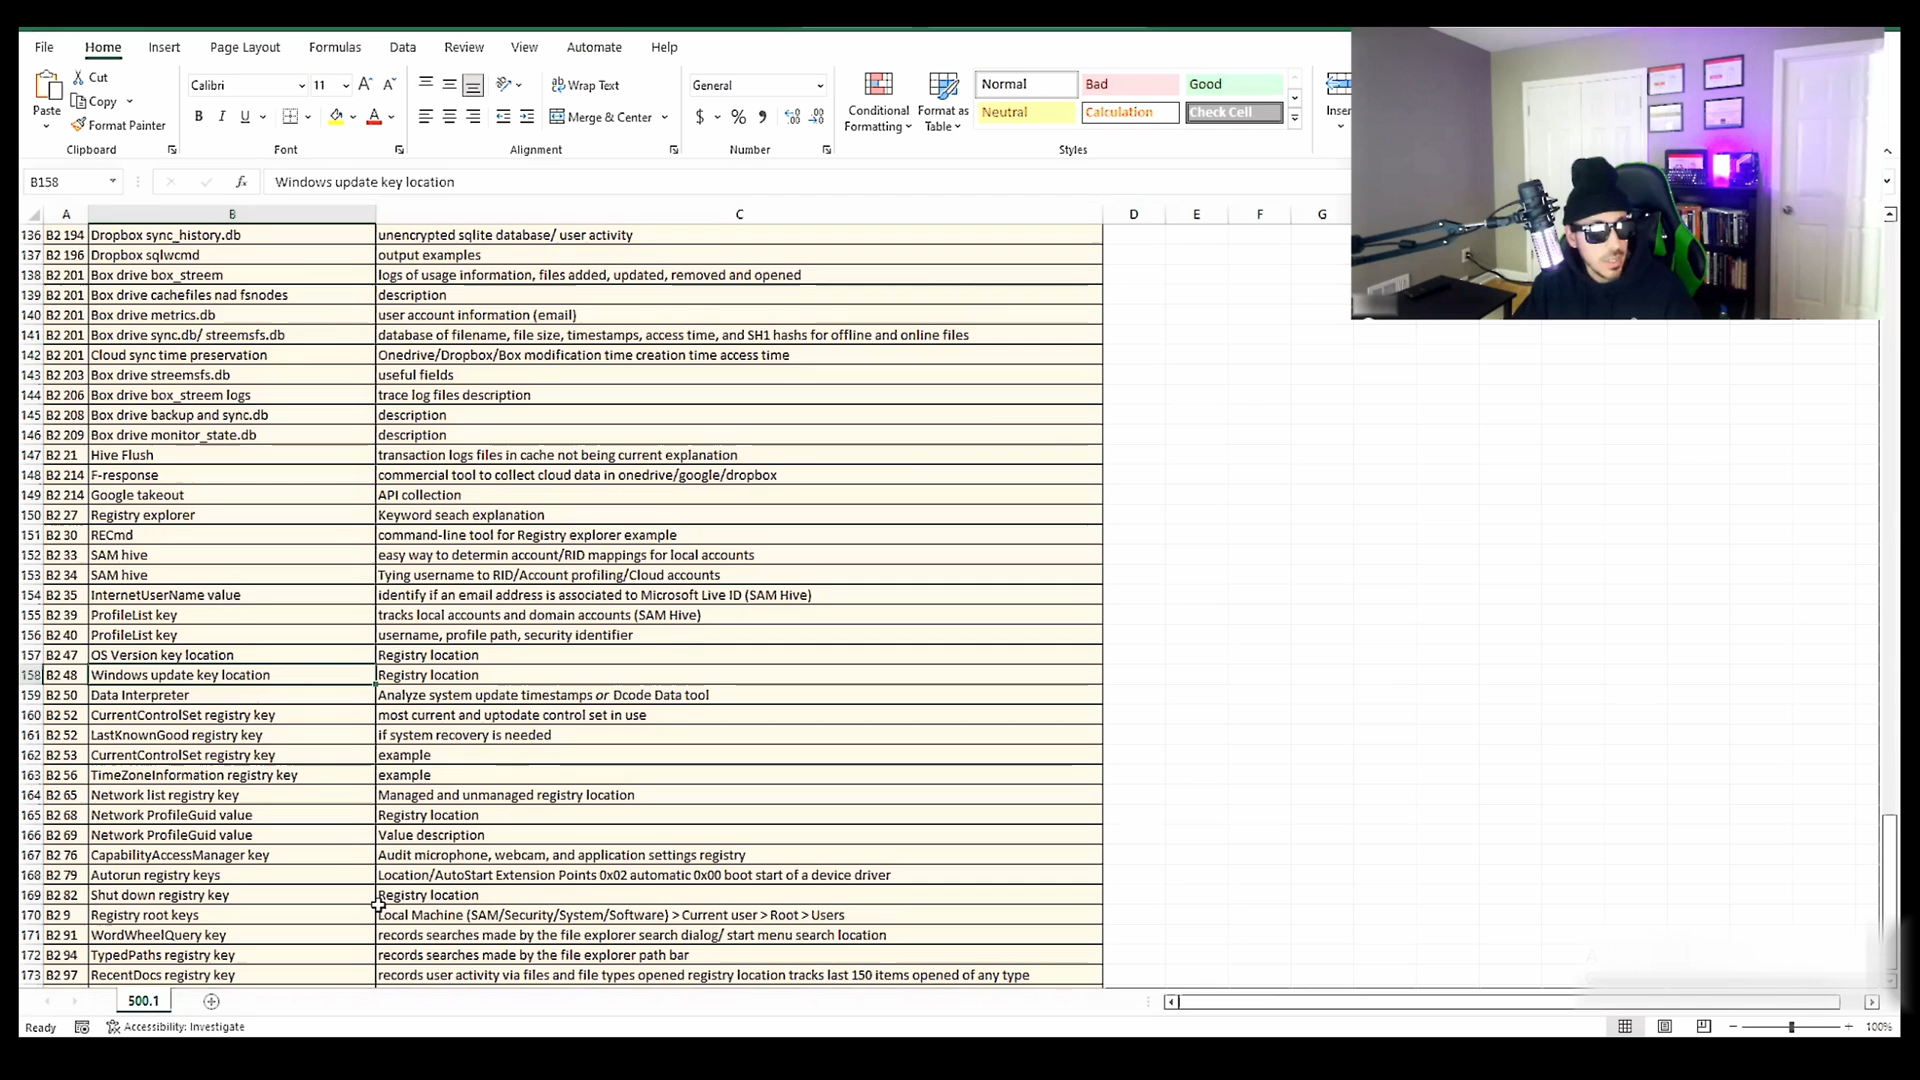 File Home Insert Page Layout Formulas Data Review View Automate Help
Paste Cut Copy Format Painter Clipboard
Calibri 11 Font
Wrap Text Merge & Center Alignment
General Number
Conditional Formatting Format as Table
Normal Bad Good
Neutral Calculation Check Cell
Styles
B158 fx Windows update key location
A B C D E F G
136 B2 194 Dropbox sync_history.db unencrypted sqlite database/ user activity
137 B2 196 Dropbox sqlwcmd output examples
138 B2 201 Box drive box_streem logs of usage information, files added, updated, removed and opened
139 B2 201 Box drive cachefiles nad fsnodes description
140 B2 201 Box drive metrics.db user account information (email)
141 B2 201 Box drive sync.db/ streemsfs.db database of filename, file size, timestamps, access time, and SH1 hashs for offline and online files
142 B2 201 Cloud sync time preservation Onedrive/Dropbox/Box modification time creation time access time
143 B2 203 Box drive streemsfs.db useful fields
144 B2 206 Box drive box_streem logs trace log files description
145 B2 208 Box drive backup and sync.db description
146 B2 209 Box drive monitor_state.db description
147 B2 21 Hive Flush transaction logs files in cache not being current explanation
148 B2 214 F-response commercial tool to collect cloud data in onedrive/google/dropbox
149 B2 214 Google takeout API collection
150 B2 27 Registry explorer Keyword seach explanation
151 B2 30 RECmd command-line tool for Registry explorer example
152 B2 33 SAM hive easy way to determin account/RID mappings for local accounts
153 B2 34 SAM hive Tying username to RID/Account profiling/Cloud accounts
154 B2 35 InternetUserName value identify if an email address is associated to Microsoft Live ID (SAM Hive)
155 B2 39 ProfileList key tracks local accounts and domain accounts (SAM Hive)
156 B2 40 ProfileList key username, profile path, security identifier
157 B2 47 OS Version key location Registry location
158 B2 48 Windows update key location Registry location
159 B2 50 Data Interpreter Analyze system update timestamps or Dcode Data tool
160 B2 52 CurrentControlSet registry key most current and uptodate control set in use
161 B2 52 LastKnownGood registry key if system recovery is needed
162 B2 53 CurrentControlSet registry key example
163 B2 56 TimeZoneInformation registry key example
164 B2 65 Network list registry key Managed and unmanaged registry location
165 B2 68 Network ProfileGuid value Registry location
166 B2 69 Network ProfileGuid value Value description
167 B2 76 CapabilityAccessManager key Audit microphone, webcam, and application settings registry
168 B2 79 Autorun registry keys Location/AutoStart Extension Points 0x02 automatic 0x00 boot start of a device driver
169 B2 82 Shut down registry key Registry location
170 B2 9 Registry root keys Local Machine (SAM/Security/System/Software) > Current user > Root > Users
171 B2 91 WordWheelQuery key records searches made by the file explorer search dialog/ start menu search location
172 B2 94 TypedPaths registry key records searches made by the file explorer path bar
173 B2 97 RecentDocs registry key records user activity via files and file types opened registry location tracks last 150 items opened of any type
500.1
Ready Accessibility: Investigate 100%